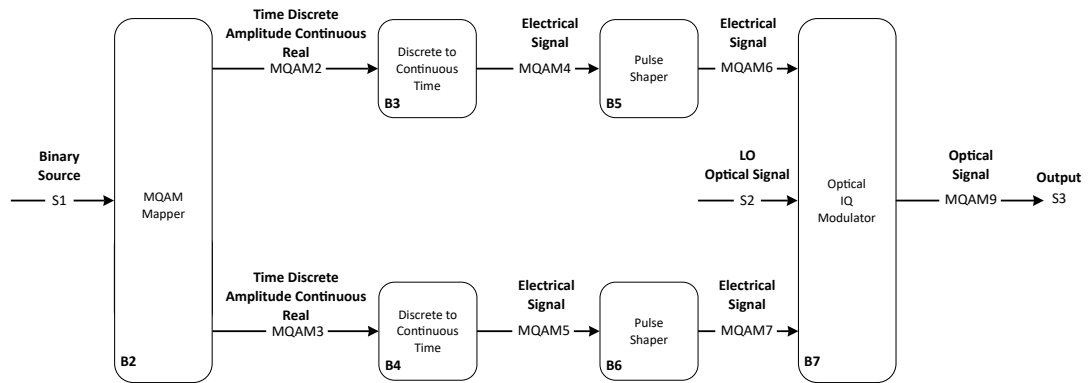 Time Discrete
Amplitude Continuous
Real
MQAM2
Discrete to
Continuous
Time
B3
Electrical
Signal
MQAM4
Pulse
Shaper
B5
Electrical
Signal
MQAM6
Binary
Source
S1
MQAM
Mapper
B2
LO
Optical Signal
S2
Optical
IQ
Modulator
B7
Optical
Signal
MQAM9
Output
S3
Time Discrete
Amplitude Continuous
Real
MQAM3
Discrete to
Continuous
Time
B4
Electrical
Signal
MQAM5
Pulse
Shaper
B6
Electrical
Signal
MQAM7